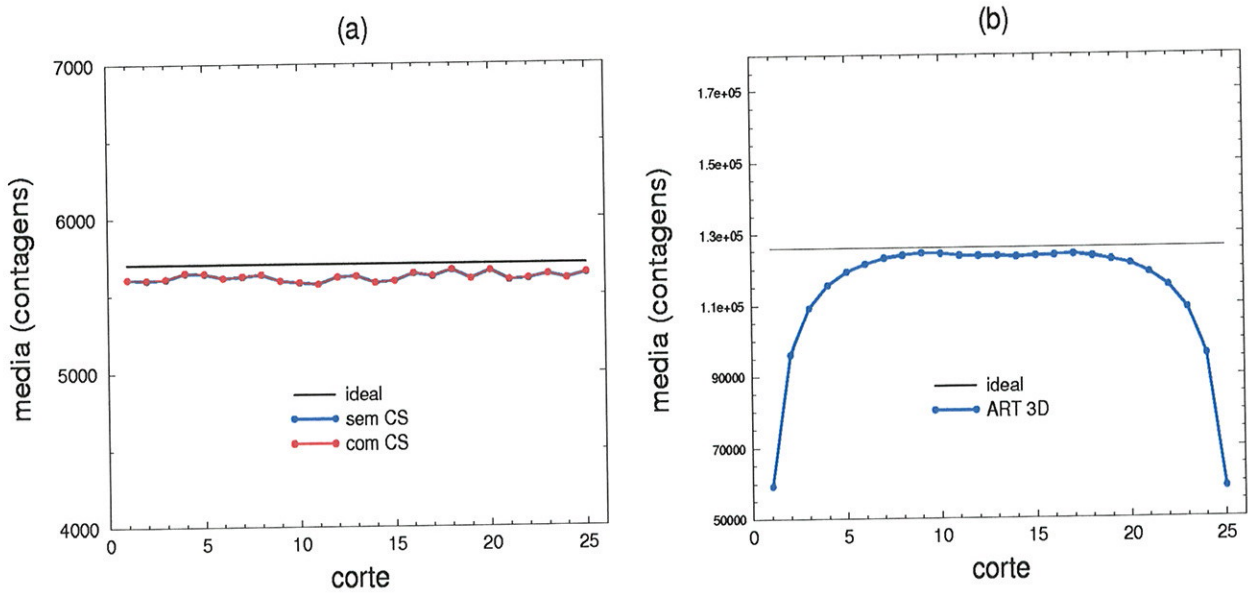 (a)
7000
6000
5000
4000
media (contagens)
ideal
sem CS
com CS
0 5 10 15 20 25
corte
(b)
1.7e+05
1.5e+05
1.3e+05
1.1e+05
90000
70000
50000
media (contagens)
ideal
ART 3D
0 5 10 15 20 25
corte